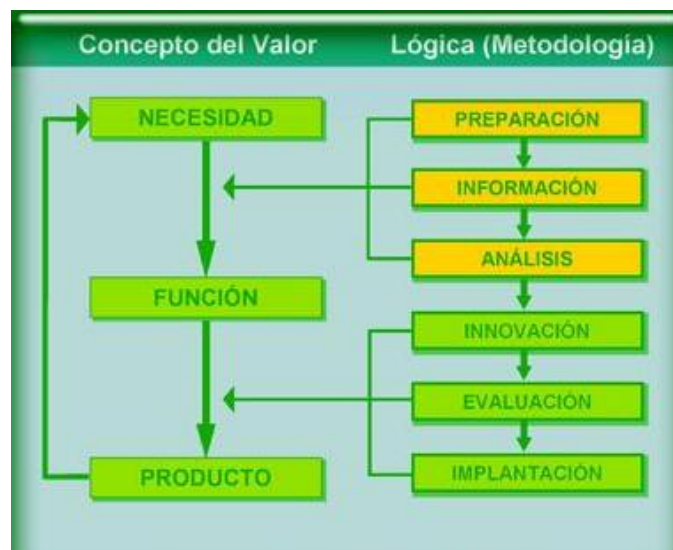 Concepto del Valor
Lógica (Metodología)
NECESIDAD
FUNCIÓN
PRODUCTO
PREPARACIÓN
INFORMACIÓN
ANÁLISIS
INNOVACIÓN
EVALUACIÓN
IMPLANTACIÓN